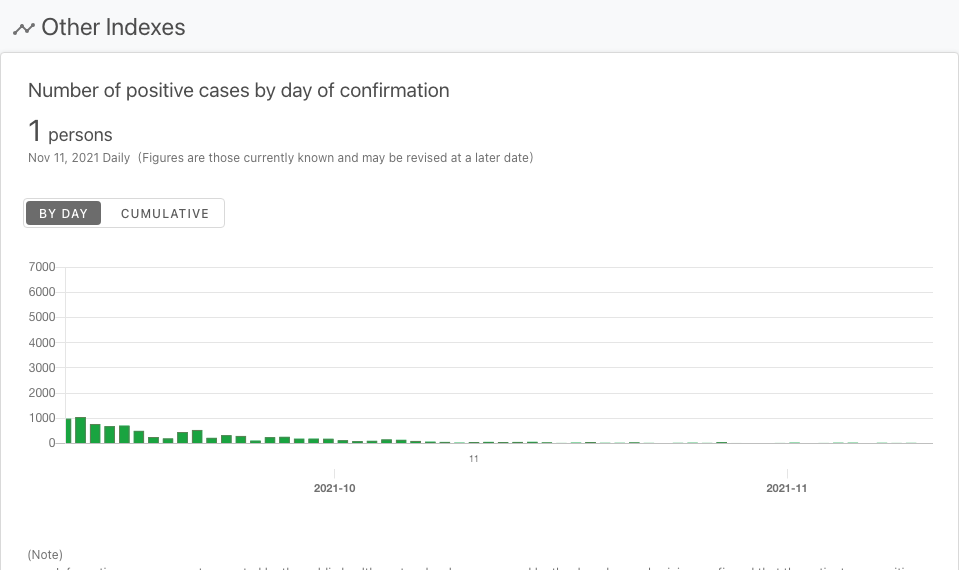 Other Indexes
Number of positive cases by day of confirmation
1 persons
Nov 11, 2021 Daily (Figures are those currently known and may be revised at a later date)
BY DAY CUMULATIVE
7000
6000
5000
4000
3000
2000
1000
0
11
2021-10 2021-11
(Note)